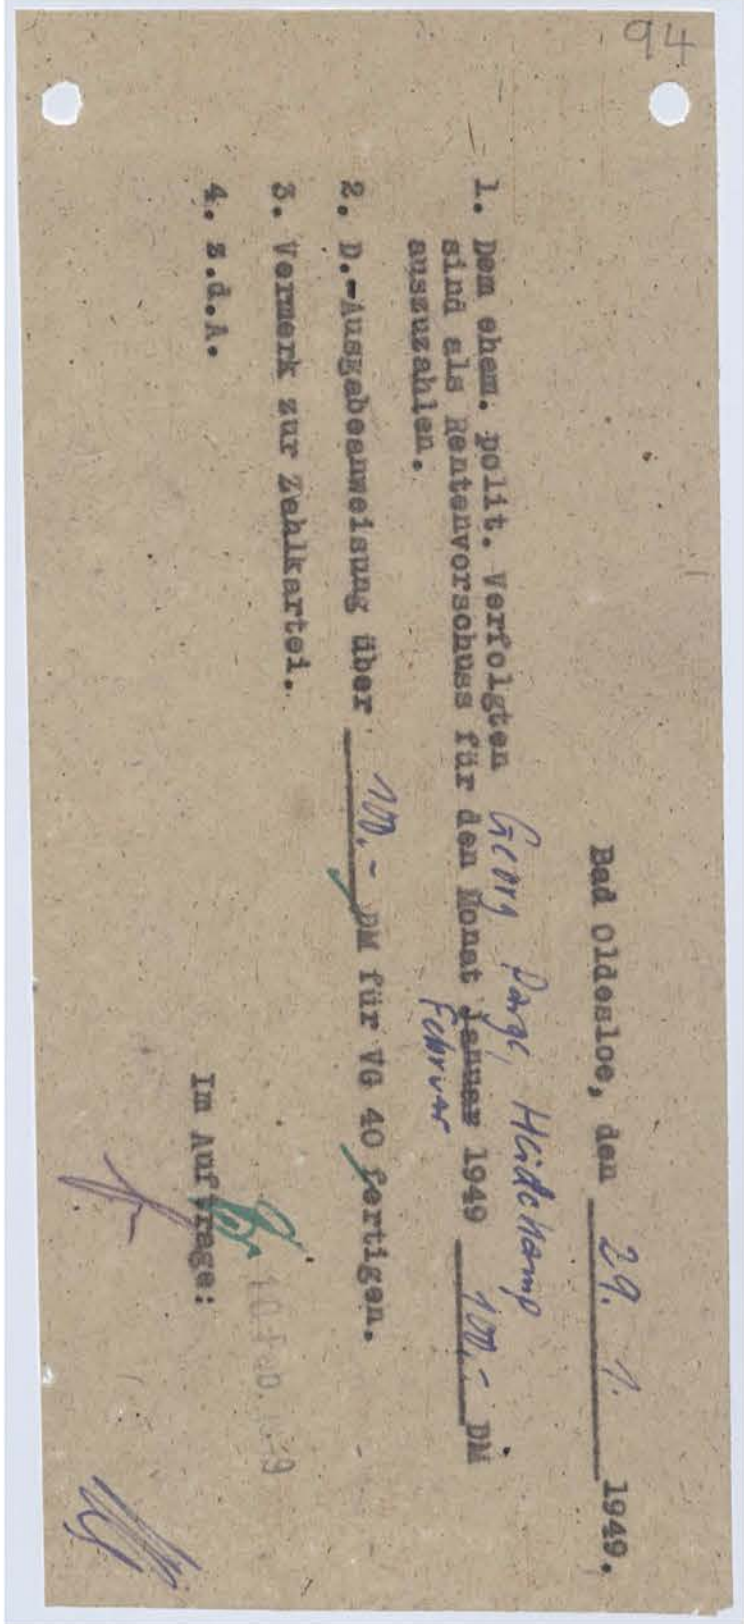 94
Bad Oldesloe, den 29. 1. 1949.
1. Dem ehem. polit. Verfolgten Georg Heidekamp
sind als Rentenvorschuss für den Monat Januar 1949 100,- DM
Februar
auszuzahlen.
2. D.-Ausgabeanweisung über 100,- DM für VG 40 fertigen.
3. Vermerk zur Zahlkartei.
4. z.d.A.
10. Feb.
Im Auftrage: